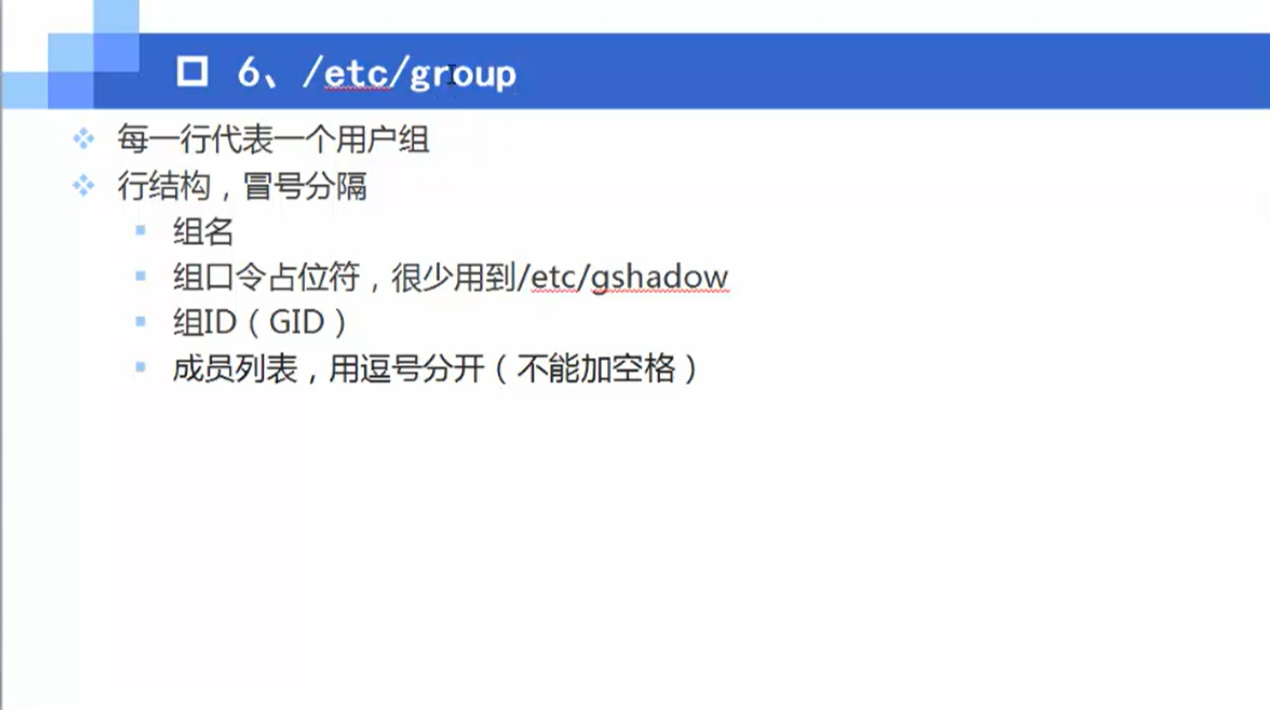 6、/etc/group
每一行代表一个用户组
行结构，冒号分隔
组名
组口令占位符，很少用到/etc/gshadow
组ID（GID）
成员列表，用逗号分开（不能加空格）